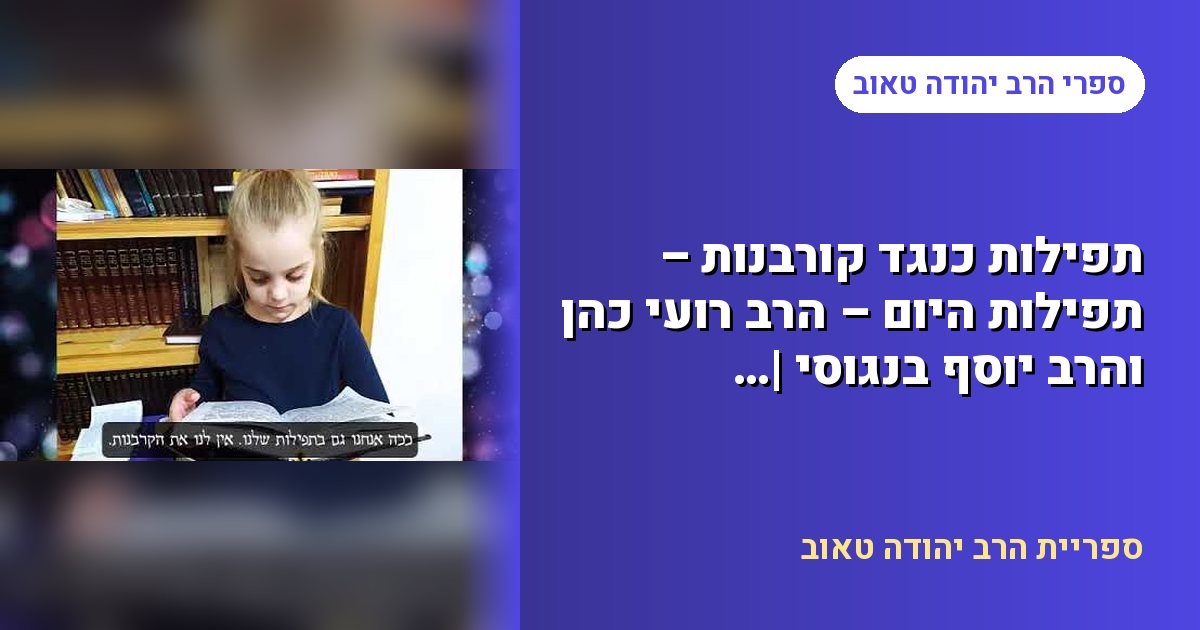 ספרי הרב יהודה טאוב
תפילות כנגד קורבנות –
תפילות היום – הרב רועי כהן
והרב יוסף בנגוסי |...
ככה אנחנו גם בתפילות שלנו. אין לנו את הקרבנות.
ספריית הרב יהודה טאוב